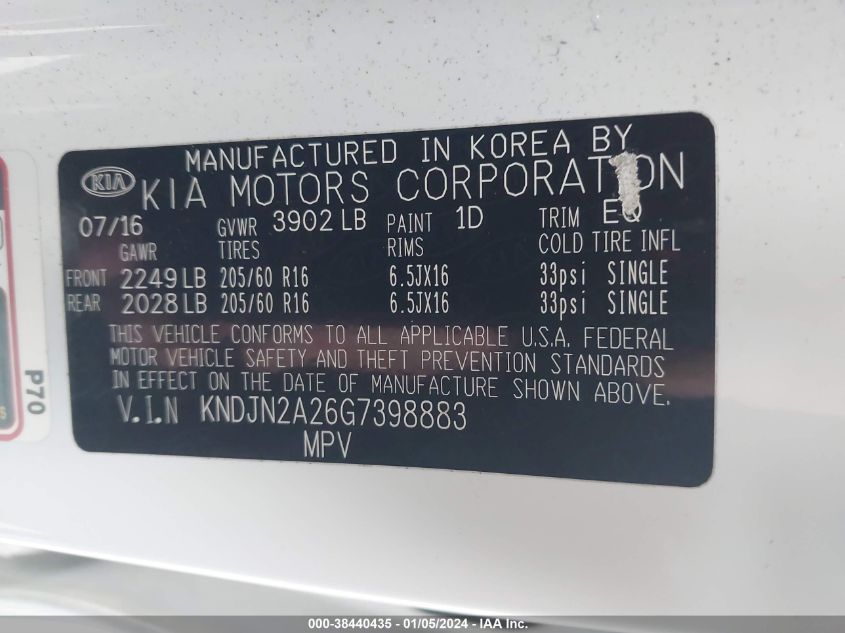 MANUFACTURED IN KOREA BY
KIA KIA MOTORS CORPORATION
07/16 GVWR 3902 LB PAINT 1D TRIM EQ
GAWR TIRES RIMS COLD TIRE INFL
FRONT 2249 LB 205/60 R16 6.5JX16 33psi SINGLE
REAR 2028 LB 205/60 R16 6.5JX16 33psi SINGLE
THIS VEHICLE CONFORMS TO ALL APPLICABLE U.S.A. FEDERAL
MOTOR VEHICLE SAFETY AND THEFT PREVENTION STANDARDS
IN EFFECT ON THE DATE OF MANUFACTURE SHOWN ABOVE.
V.I.N KNDJN2A26G7398883
MPV
P70
000-38440435 - 01/05/2024 - IAA Inc.